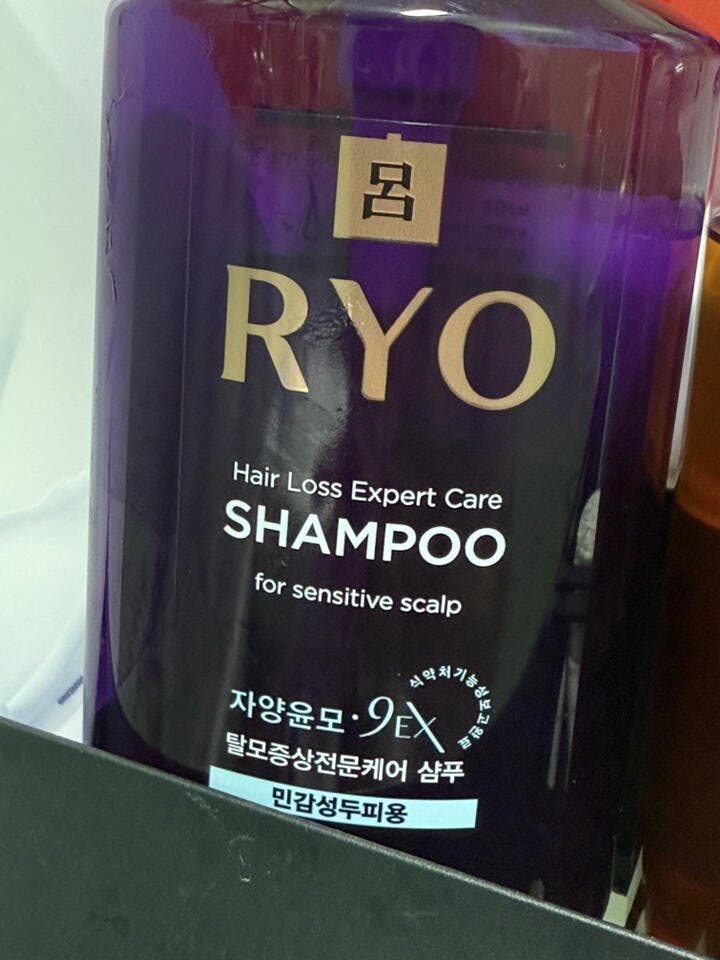 呂
RYO
Hair Loss Expert Care
SHAMPOO
for sensitive scalp
식약처기능성보고완료
자양윤모·9EX
탈모증상전문케어 샴푸
민감성두피용